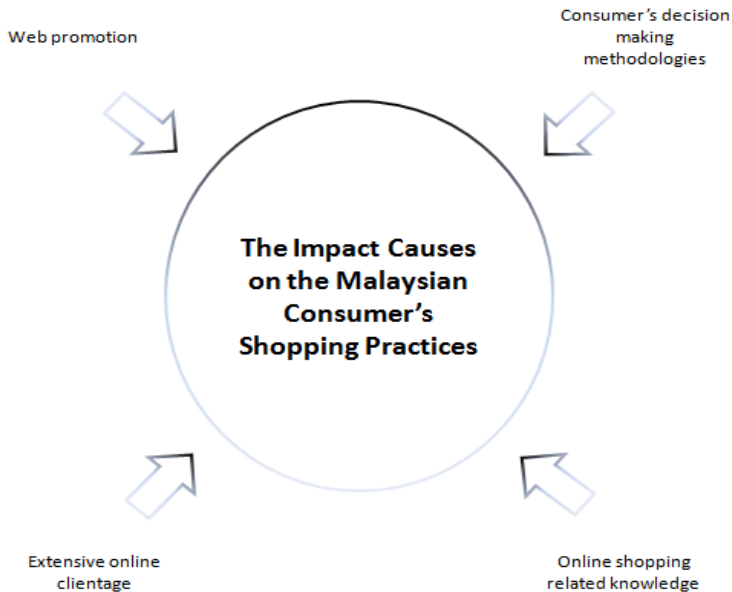 Web promotion
Consumer's decision
making
methodologies
The Impact Causes
on the Malaysian
Consumer's
Shopping Practices
Extensive online
clientage
Online shopping
related knowledge